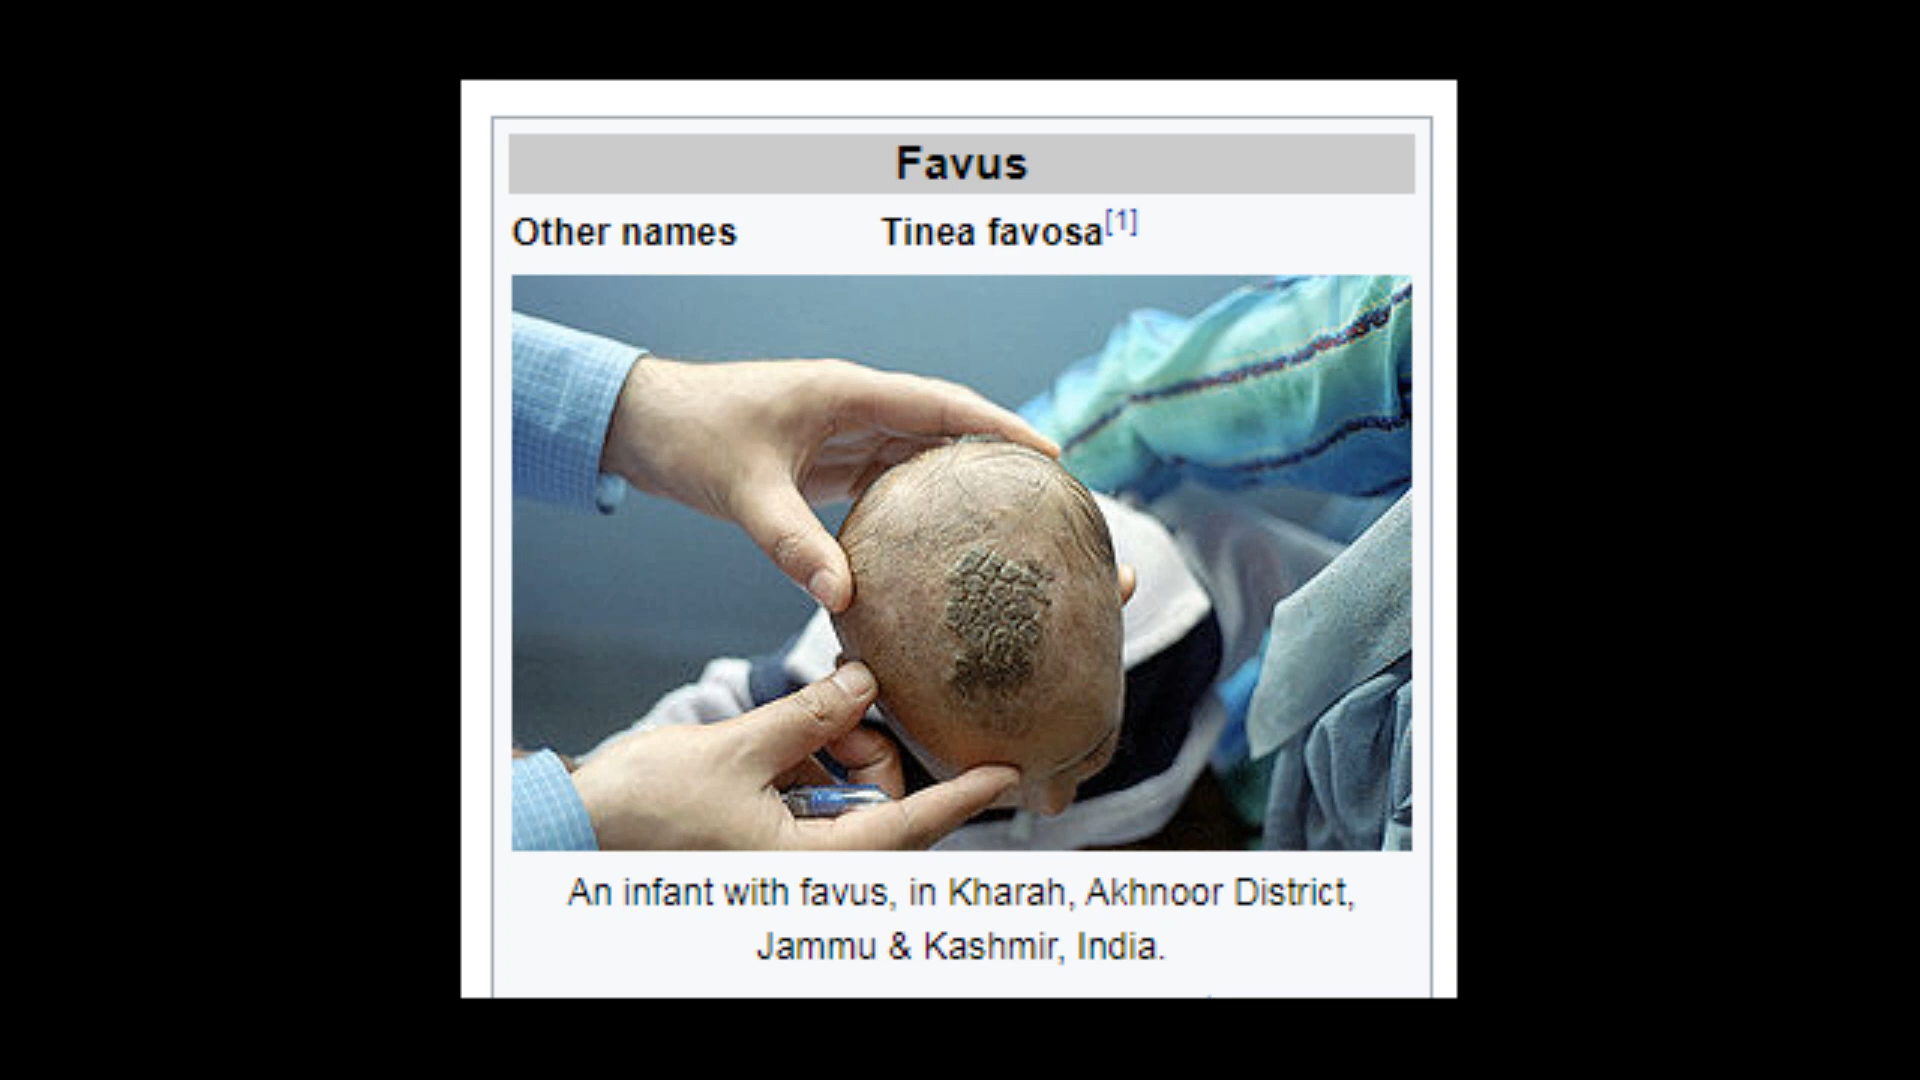 Favus
Other names Tinea favosa[1]
An infant with favus, in Kharah, Akhnoor District,
Jammu & Kashmir, India.